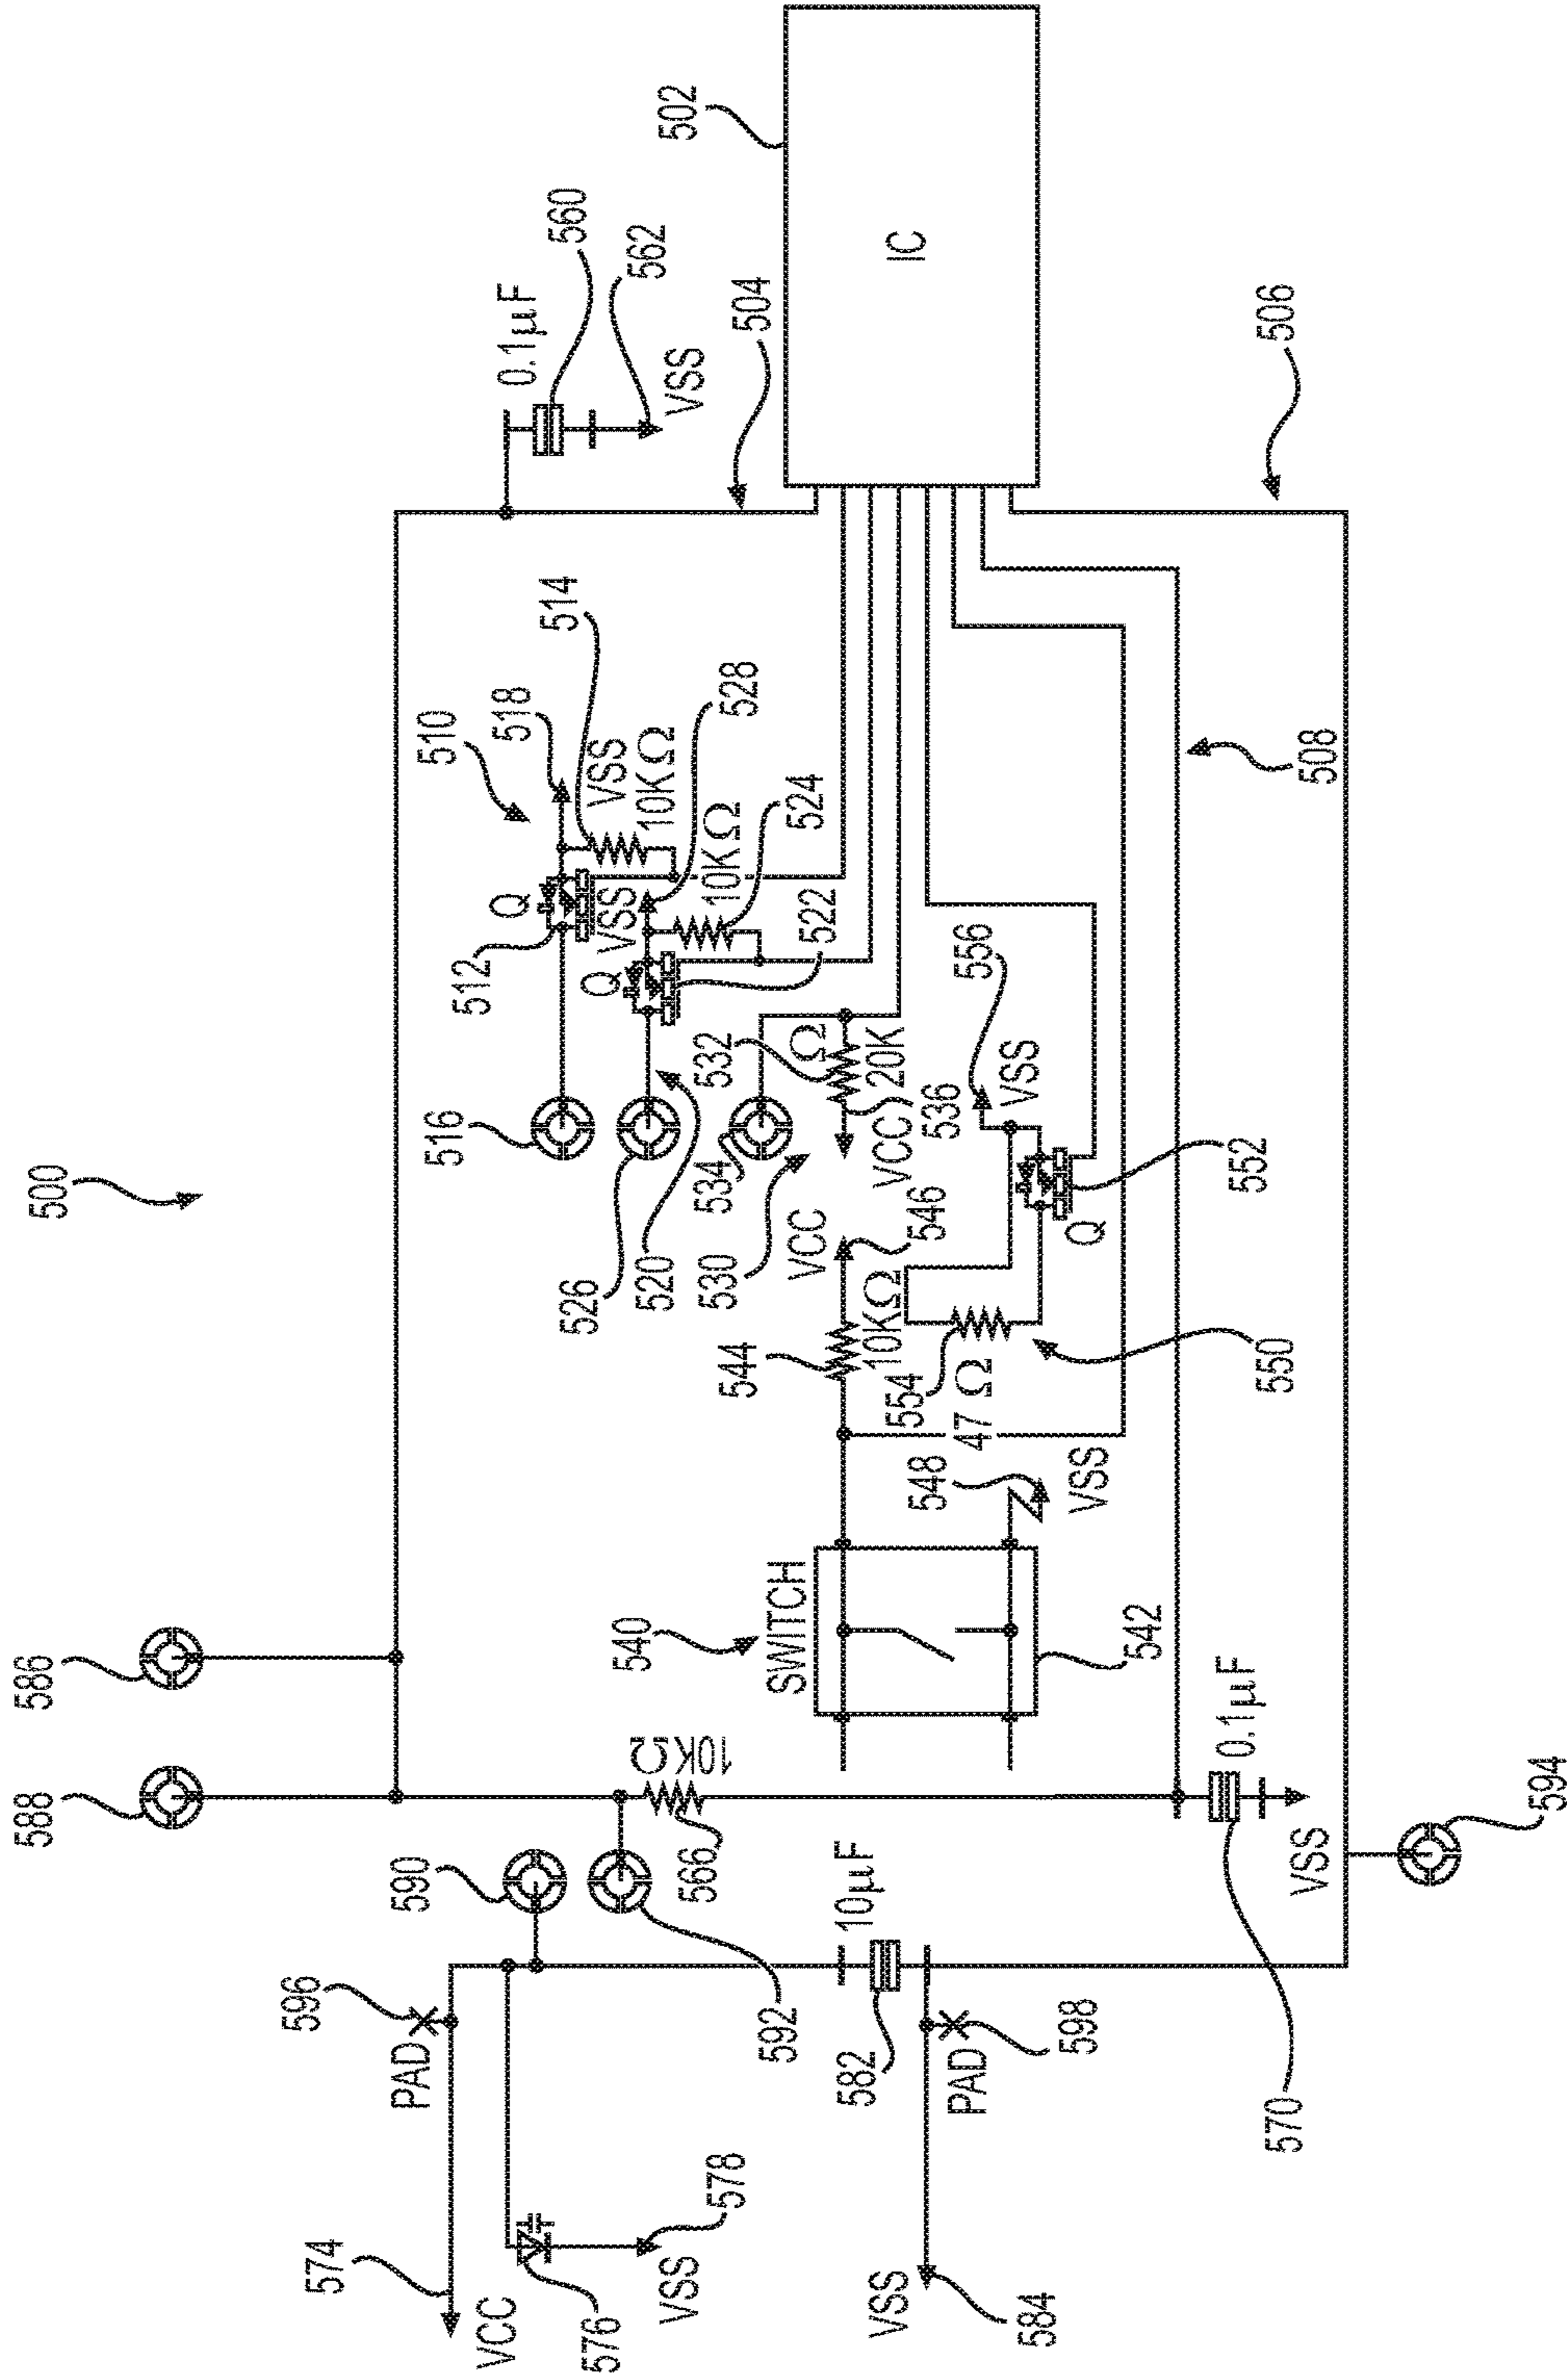 588
586
500
574
596
PAD
590
516
510
VCC
512
Q
518
0.1µF
560
576
526
Q
VSS
VSS
514
562
VSS
578
10KΩ
566
520
10KΩ
VSS
502
592
544
530
534
532
10KΩ
528
504
SWITCH
540
VCC
Ω
524
522
582
10µF
20K
VSS
10KΩ
VCC
536
IC
554
548
546
PAD
598
47 Ω
556
584
VSS
VSS
Q
542
0.1µF
550
552
506
570
VSS
508
594